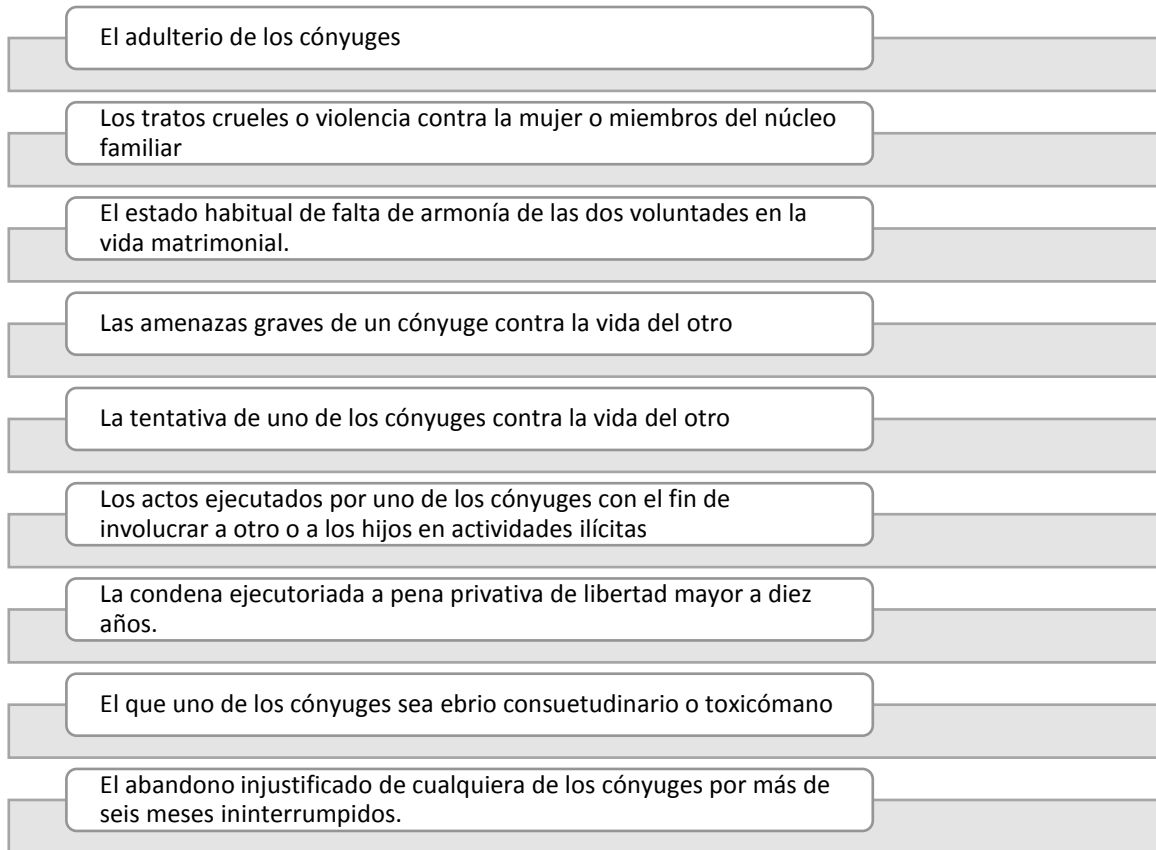 El adulterio de los cónyuges
Los tratos crueles o violencia contra la mujer o miembros del núcleo
familiar
El estado habitual de falta de armonía de las dos voluntades en la
vida matrimonial.
Las amenazas graves de un cónyuge contra la vida del otro
La tentativa de uno de los cónyuges contra la vida del otro
Los actos ejecutados por uno de los cónyuges con el fin de
involucrar a otro o a los hijos en actividades ilícitas
La condena ejecutoriada a pena privativa de libertad mayor a diez
años.
El que uno de los cónyuges sea ebrio consuetudinario o toxicómano
El abandono injustificado de cualquiera de los cónyuges por más de
seis meses ininterrumpidos.